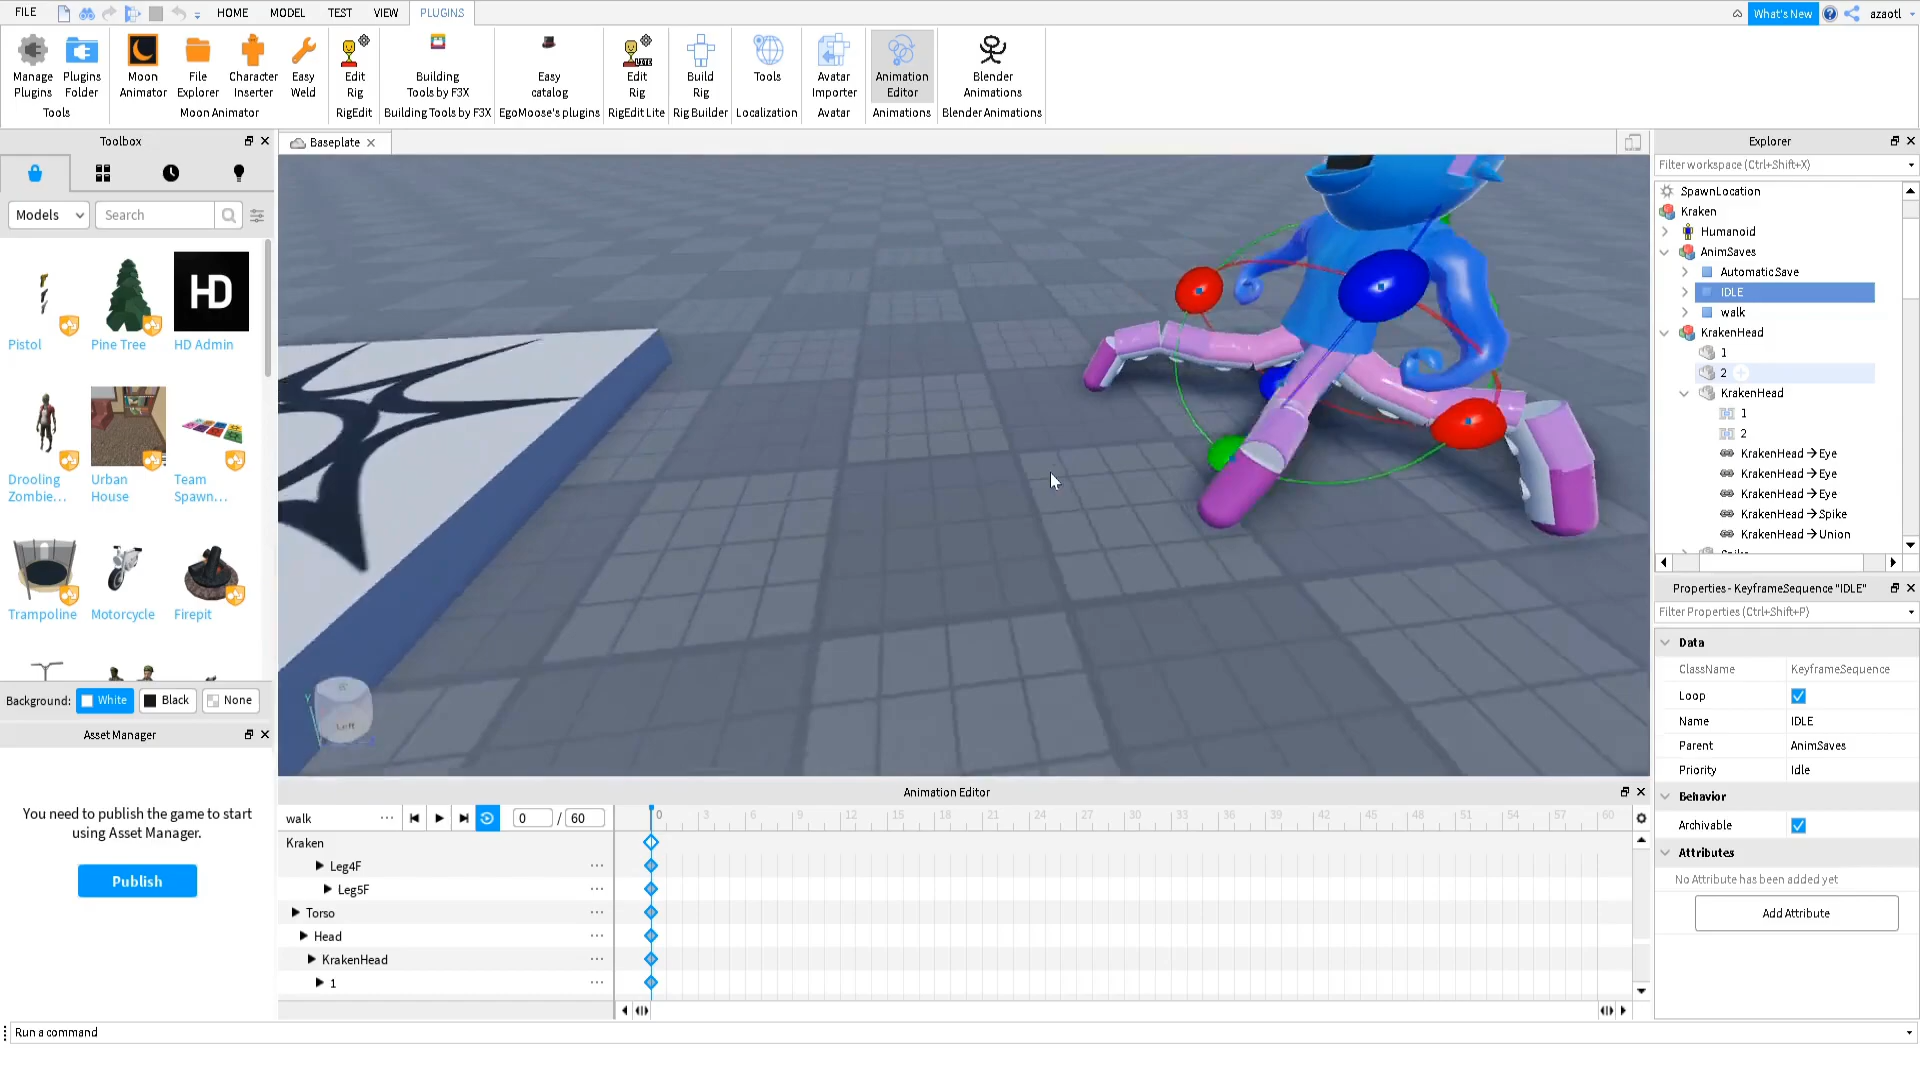 FILE HOME MODEL TEST VIEW PLUGINS What's New azaotl
Manage Plugins
Plugins Folder
Tools
Moon Animator
File Explorer
Character Inserter
Easy Weld
Moon Animator
Edit Rig
RigEdit
Building Tools by F3X
Building Tools by F3X
Easy catalog
EgoMoose's plugins
Edit Rig
RigEdit Lite
Build Rig
Rig Builder
Tools
Localization
Avatar Importer
Avatar
Animation Editor
Animations
Blender Animations
Blender Animations
Toolbox
Models Search
HD
Pistol Pine Tree HD Admin
Drooling Zombie...
Urban House
Team Spawn...
Trampoline Motorcycle Firepit
Background: White Black None
Asset Manager
You need to publish the game to start
using Asset Manager.
Publish
Baseplate
Left
Animation Editor
walk 0 / 60
0 3 6 9 12 15 18 21 24 27 30 33 36 39 42 45 48 51 54 57 60
Kraken
Leg4F
Leg5F
Torso
Head
KrakenHead
1
Run a command
Explorer
Filter workspace (Ctrl+Shift+X)
SpawnLocation
Kraken
Humanoid
AnimSaves
AutomaticSave
IDLE
walk
KrakenHead
1
2
KrakenHead
1
2
KrakenHead->Eye
KrakenHead->Eye
KrakenHead->Eye
KrakenHead->Spike
KrakenHead->Union
Properties - KeyframeSequence "IDLE"
Filter Properties (Ctrl+Shift+P)
Data
ClassName KeyframeSequence
Loop
Name IDLE
Parent AnimSaves
Priority Idle
Behavior
Archivable
Attributes
No Attribute has been added yet
Add Attribute